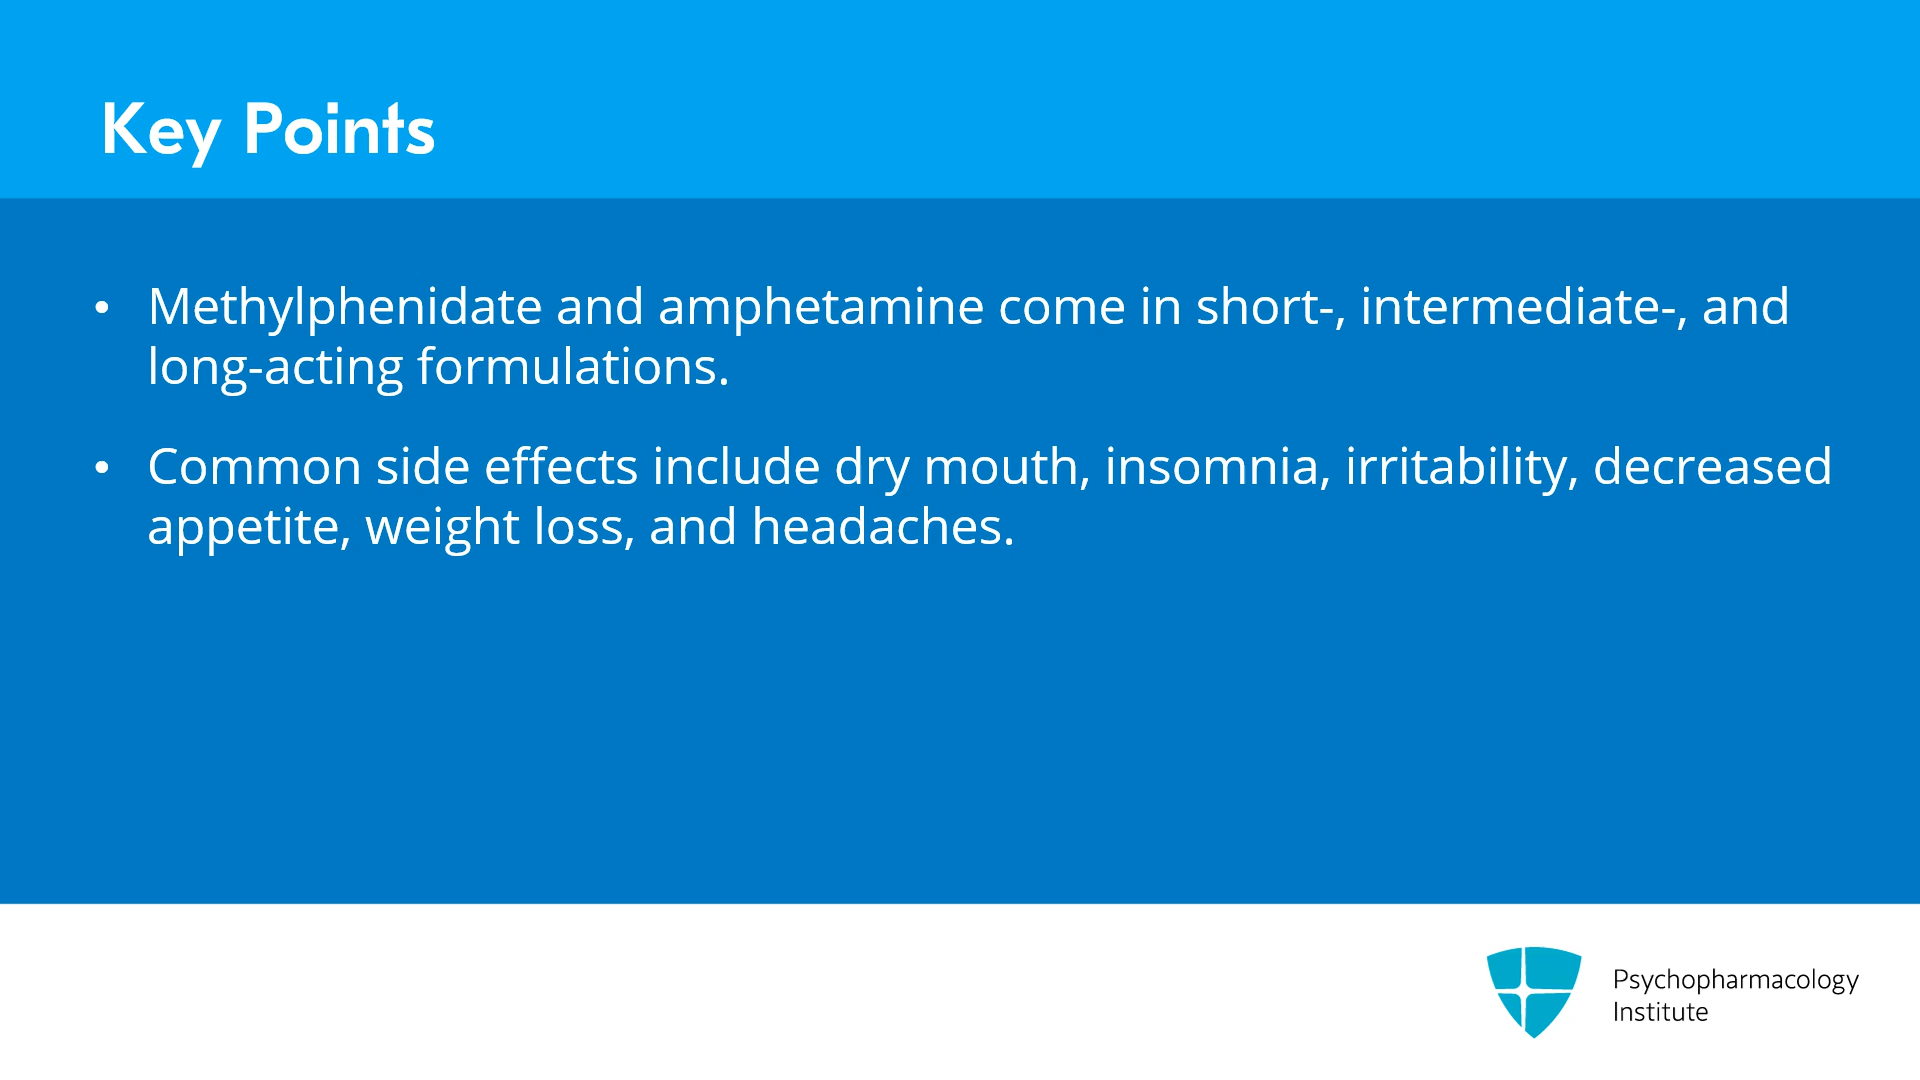 Key Points
• Methylphenidate and amphetamine come in short-, intermediate-, and
long-acting formulations.
• Common side effects include dry mouth, insomnia, irritability, decreased
appetite, weight loss, and headaches.
Psychopharmacology
Institute